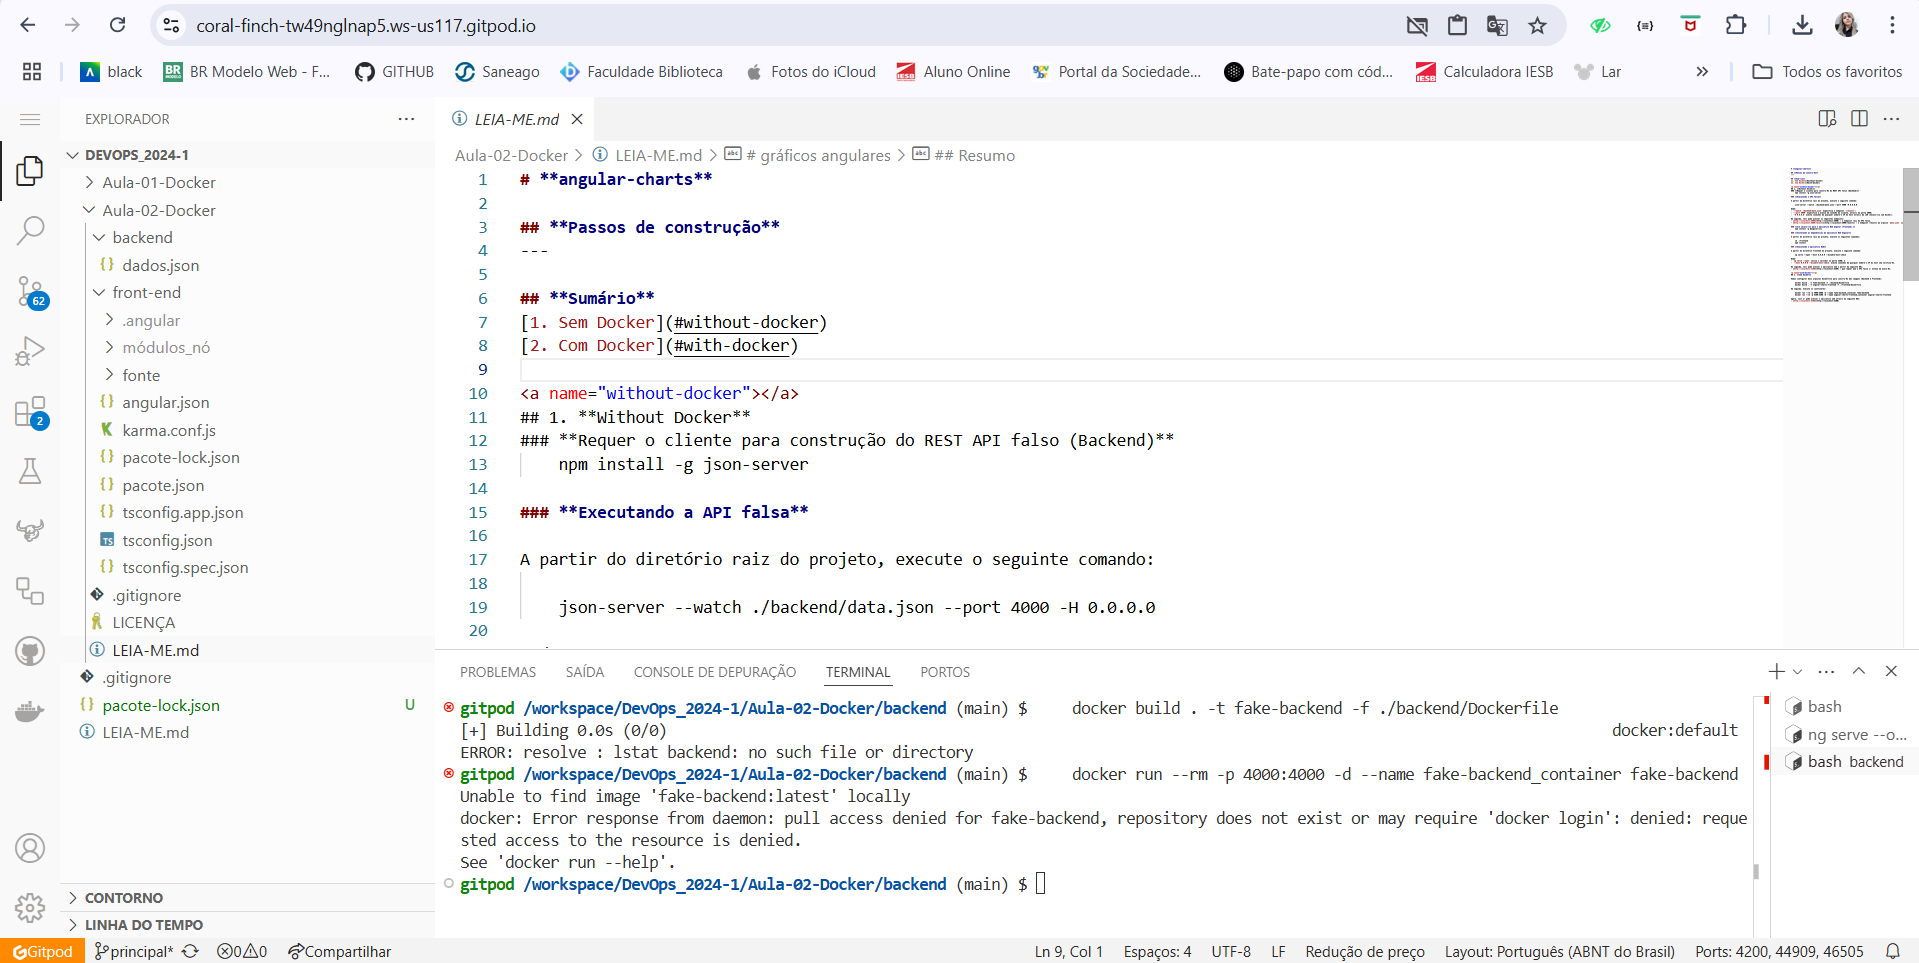 coral-finch-tw49nglnap5.ws-us117.gitpod.io
black
BR Modelo Web - F...
GITHUB
Saneago
Faculdade Biblioteca
Fotos do iCloud
Aluno Online
Portal da Sociedade...
Bate-papo com cód...
Calculadora IESB
Lar
Todos os favoritos
EXPLORADOR
DEVOPS_2024-1
Aula-01-Docker
Aula-02-Docker
backend
dados.json
front-end
.angular
módulos_nó
fonte
angular.json
karma.conf.js
pacote-lock.json
pacote.json
tsconfig.app.json
tsconfig.json
tsconfig.spec.json
.gitignore
LICENÇA
LEIA-ME.md
.gitignore
pacote-lock.json U
LEIA-ME.md
CONTORNO
LINHA DO TEMPO
62
2
LEIA-ME.md
Aula-02-Docker > LEIA-ME.md > # gráficos angulares > ## Resumo
1 # **angular-charts**
2
3 ## **Passos de construção**
4 ---
5
6 ## **Sumário**
7 [1. Sem Docker](#without-docker)
8 [2. Com Docker](#with-docker)
9
10 <a name="without-docker"></a>
11 ## 1. **Without Docker**
12 ### **Requer o cliente para construção do REST API falso (Backend)**
13 npm install -g json-server
14
15 ### **Executando a API falsa**
16
17 A partir do diretório raiz do projeto, execute o seguinte comando:
18
19 json-server --watch ./backend/data.json --port 4000 -H 0.0.0.0
20
PROBLEMAS
SAÍDA
CONSOLE DE DEPURAÇÃO
TERMINAL
PORTOS
gitpod /workspace/DevOps_2024-1/Aula-02-Docker/backend (main) $ docker build . -t fake-backend -f ./backend/Dockerfile
[+] Building 0.0s (0/0) docker:default
ERROR: resolve : lstat backend: no such file or directory
gitpod /workspace/DevOps_2024-1/Aula-02-Docker/backend (main) $ docker run --rm -p 4000:4000 -d --name fake-backend_container fake-backend
Unable to find image 'fake-backend:latest' locally
docker: Error response from daemon: pull access denied for fake-backend, repository does not exist or may require 'docker login': denied: reque
sted access to the resource is denied.
See 'docker run --help'.
gitpod /workspace/DevOps_2024-1/Aula-02-Docker/backend (main) $
bash
ng serve --o...
bash backend
Gitpod
principal*
0 0
Compartilhar
Ln 9, Col 1
Espaços: 4
UTF-8
LF
Redução de preço
Layout: Português (ABNT do Brasil)
Ports: 4200, 44909, 46505